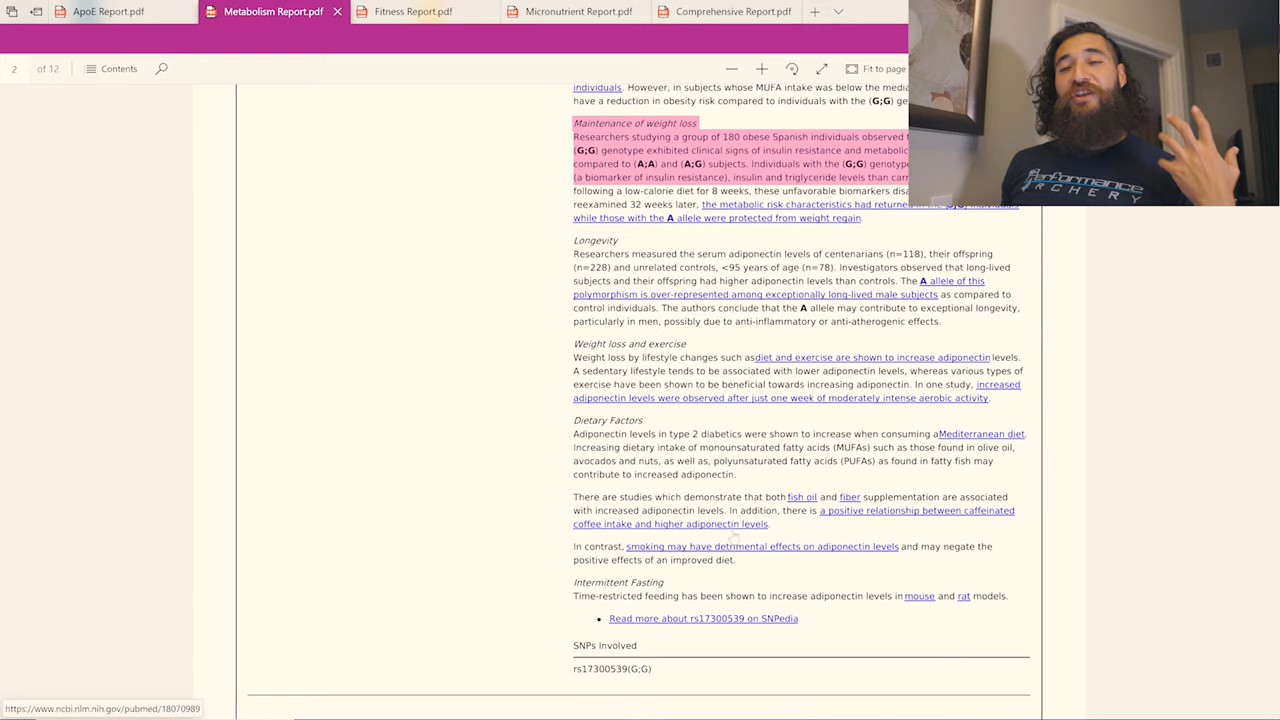 ApoE Report.pdf
Metabolism Report.pdf
Fitness Report.pdf
Micronutrient Report.pdf
Comprehensive Report.pdf
2 of 12
Contents
Fit to page
individuals. However, in subjects whose MUFA intake was below the media
have a reduction in obesity risk compared to individuals with the (G;G) ge
Maintenance of weight loss
Researchers studying a group of 180 obese Spanish individuals observed
(G;G) genotype exhibited clinical signs of insulin resistance and metabolic
compared to (A;A) and (A;G) subjects. Individuals with the (G;G) genotype
(a biomarker of insulin resistance), insulin and triglyceride levels than carr
following a low-calorie diet for 8 weeks, these unfavorable biomarkers disa
reexamined 32 weeks later, the metabolic risk characteristics had returned
while those with the A allele were protected from weight regain.
Longevity
Researchers measured the serum adiponectin levels of centenarians (n=118), their offspring
(n=228) and unrelated controls, <95 years of age (n=78). Investigators observed that long-lived
subjects and their offspring had higher adiponectin levels than controls. The A allele of this
polymorphism is over-represented among exceptionally long-lived male subjects as compared to
control individuals. The authors conclude that the A allele may contribute to exceptional longevity,
particularly in men, possibly due to anti-inflammatory or anti-atherogenic effects.
Weight loss and exercise
Weight loss by lifestyle changes such as diet and exercise are shown to increase adiponectin levels.
A sedentary lifestyle tends to be associated with lower adiponectin levels, whereas various types of
exercise have been shown to be beneficial towards increasing adiponectin. In one study, increased
adiponectin levels were observed after just one week of moderately intense aerobic activity.
Dietary Factors
Adiponectin levels in type 2 diabetics were shown to increase when consuming a Mediterranean diet.
Increasing dietary intake of monounsaturated fatty acids (MUFAs) such as those found in olive oil,
avocados and nuts, as well as, polyunsaturated fatty acids (PUFAs) as found in fatty fish may
contribute to increased adiponectin.
There are studies which demonstrate that both fish oil and fiber supplementation are associated
with increased adiponectin levels. In addition, there is a positive relationship between caffeinated
coffee intake and higher adiponectin levels.
In contrast, smoking may have detrimental effects on adiponectin levels and may negate the
positive effects of an improved diet.
Intermittent Fasting
Time-restricted feeding has been shown to increase adiponectin levels in mouse and rat models.
• Read more about rs17300539 on SNPedia
SNPs Involved
rs17300539(G;G)
https://www.ncbi.nlm.nih.gov/pubmed/18070989
Performance
ARCHERY